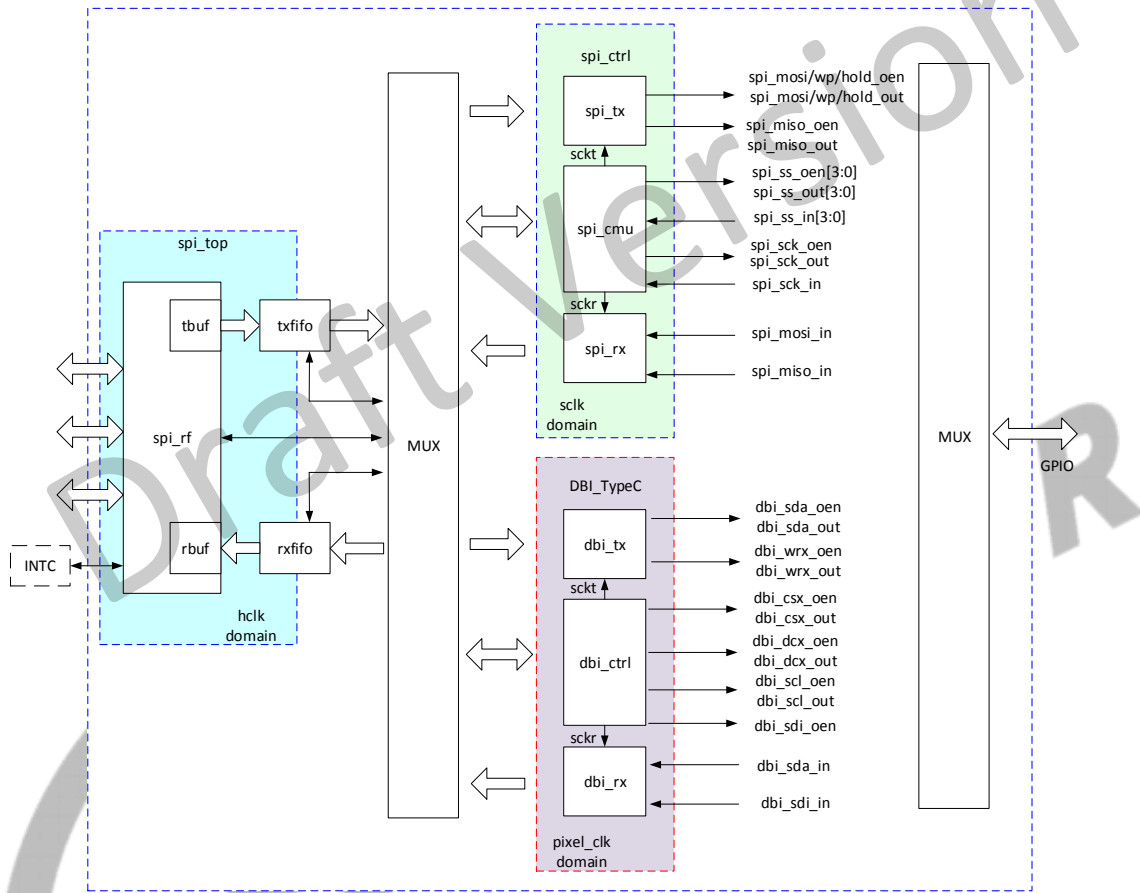 spi_top
spi_rf
tbuf
txfifo
rbuf
rxfifo
hclk
domain
INTC
MUX
spi_ctrl
spi_tx
sckt
spi_cmu
sckr
spi_rx
sclk
domain
spi_mosi/wp/hold_oen
spi_mosi/wp/hold_out
spi_miso_oen
spi_miso_out
spi_ss_oen[3:0]
spi_ss_out[3:0]
spi_ss_in[3:0]
spi_sck_oen
spi_sck_out
spi_sck_in
spi_mosi_in
spi_miso_in
DBI_TypeC
dbi_tx
sckt
dbi_ctrl
sckr
dbi_rx
pixel_clk
domain
dbi_sda_oen
dbi_sda_out
dbi_wrx_oen
dbi_wrx_out
dbi_csx_oen
dbi_csx_out
dbi_dcx_oen
dbi_dcx_out
dbi_scl_oen
dbi_scl_out
dbi_sdi_oen
dbi_sda_in
dbi_sdi_in
MUX
GPIO
Draft Version
R